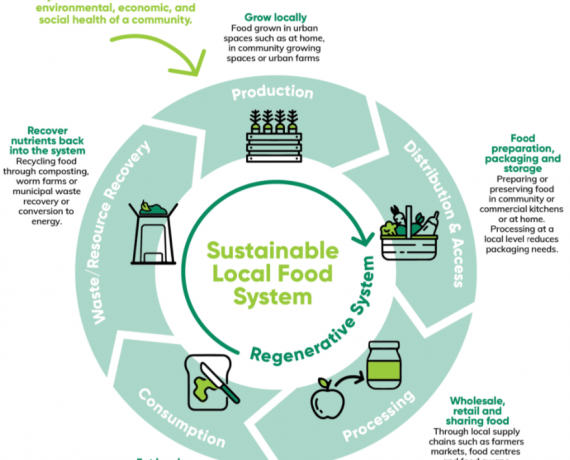 environmental, economic, and
social health of a community.
Grow locally
Food grown in urban
spaces such as at home,
in community growing
spaces or urban farms
Production
Recover
nutrients back
into the system
Recycling food
through composting,
worm farms or
municipal waste
recovery or
conversion to
energy.
Waste/Resource Recovery
Distribution & Access
Food
preparation,
packaging and
storage
Preparing or
preserving food
in community or
commercial kitchens
or at home.
Processing at a
local level reduces
packaging needs.
Sustainable
Local Food
System
Regenerative System
Consumption
Processing
Wholesale,
retail and
sharing food
Through local supply
chains such as farmers
markets, food centres